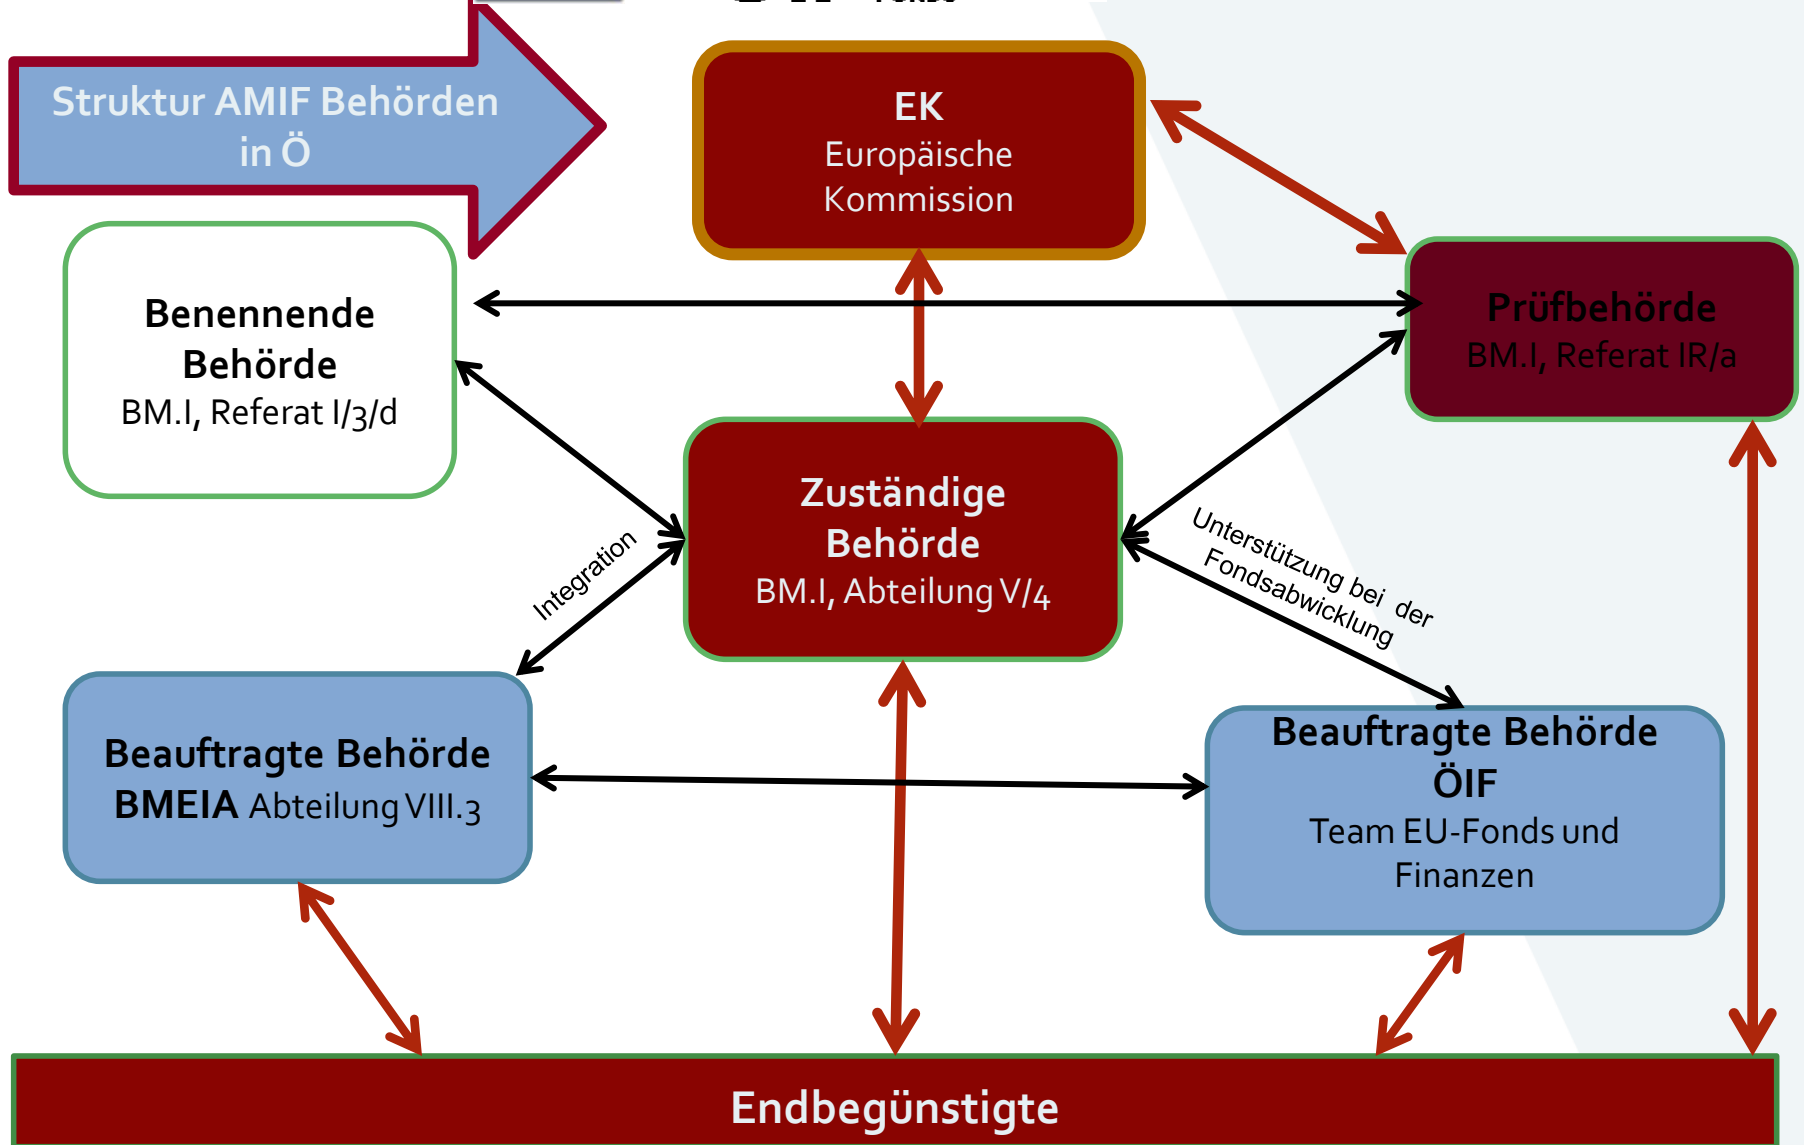 Struktur AMIF Behörden
in Ö
EK
Europäische
Kommission
Benennende
Behörde
BM.I, Referat I/3/d
Prüfbehörde
BM.I, Referat IR/a
Zuständige
Behörde
BM.I, Abteilung V/4
Integration
Unterstützung bei der
Fondsabwicklung
Beauftragte Behörde
BMEIA Abteilung VIII.3
Beauftragte Behörde
ÖIF
Team EU-Fonds und
Finanzen
Endbegünstigte